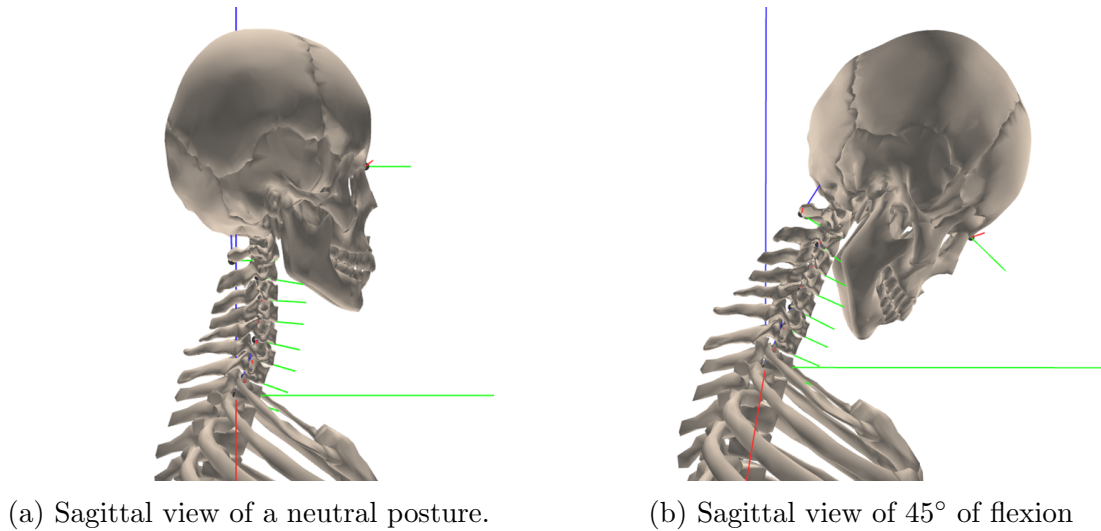 (a) Sagittal view of a neutral posture.
(b) Sagittal view of 45° of flexion